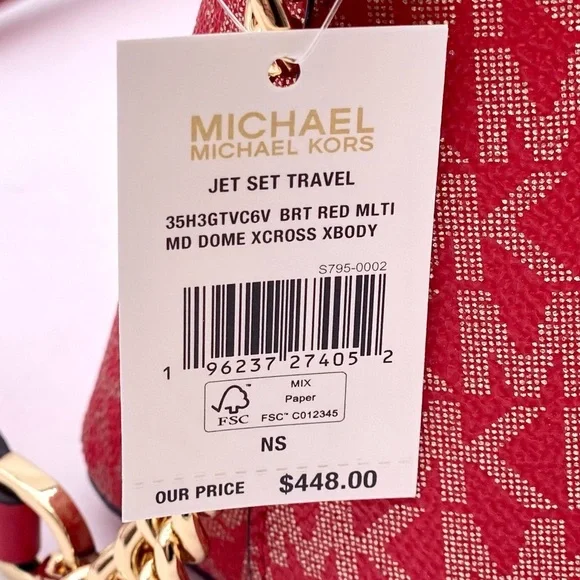 MICHAEL
MICHAEL KORS
JET SET TRAVEL
35H3GTVC6V BRT RED MLTI
MD DOME XCROSS XBODY
S795-0002
1 96237 27405 2
FSC
MIX
Paper
FSC™ C012345
NS
OUR PRICE $448.00